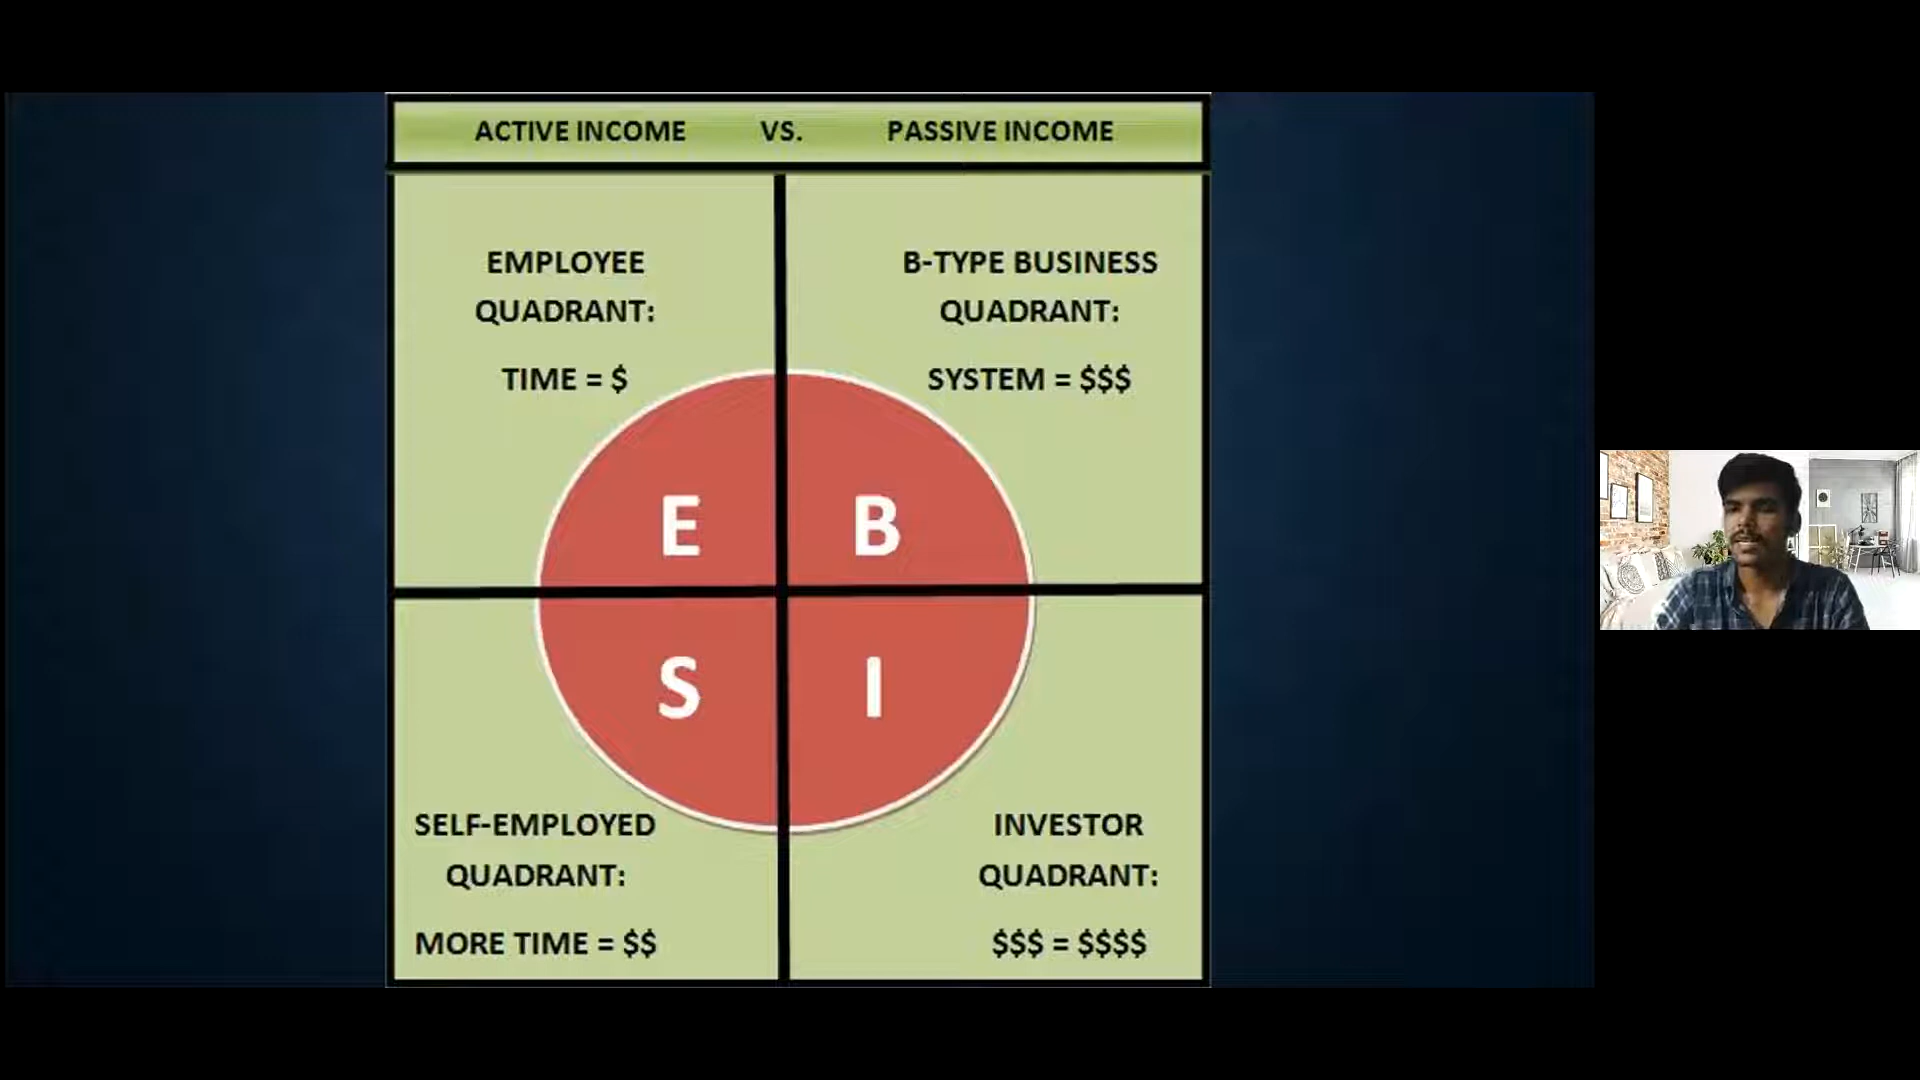 ACTIVE INCOME VS. PASSIVE INCOME
EMPLOYEE
QUADRANT:
TIME = $
B-TYPE BUSINESS
QUADRANT:
SYSTEM = $$$
E
B
S
I
SELF-EMPLOYED
QUADRANT:
MORE TIME = $$
INVESTOR
QUADRANT:
$$$ = $$$$